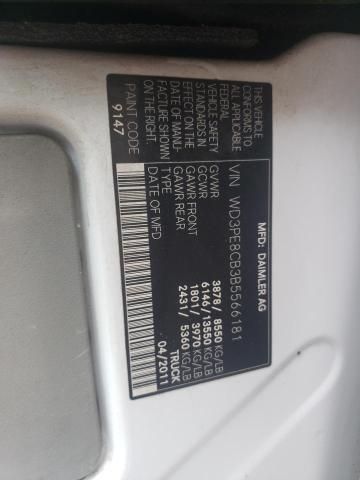 MFD: DAIMLER AG
VIN WD3PE8CB3B5566181
GVWR 3878/ 8550 KG/LB
GCWR 6146/13550 KG/LB
GAWR FRONT 1801/ 3970 KG/LB
GAWR REAR 2431/ 5360 KG/LB
TYPE TRUCK
DATE OF MFD 04/2011
THIS VEHICLE
CONFORMS TO
ALL APPLICABLE
FEDERAL MOTOR
VEHICLE SAFETY
STANDARDS IN
EFFECT ON THE
DATE OF MANU-
FACTURE SHOWN
ON THE RIGHT.
PAINT CODE
9147